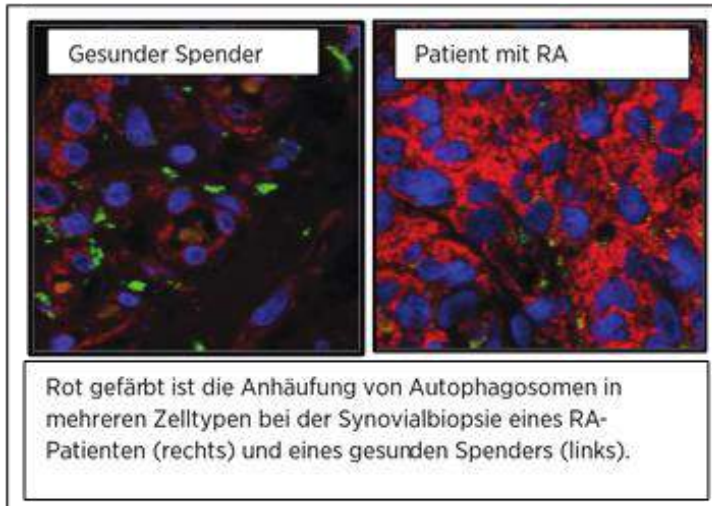 Gesunder Spender
Patient mit RA
Rot gefärbt ist die Anhäufung von Autophagosomen in
mehreren Zelltypen bei der Synovialbiopsie eines RA-
Patienten (rechts) und eines gesunden Spenders (links).